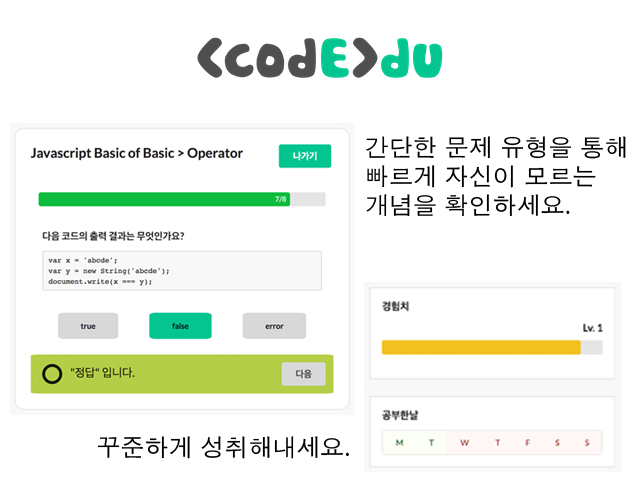 <codE>du
Javascript Basic of Basic > Operator
나가기
7/8
다음 코드의 출력 결과는 무엇인가요?
var x = 'abcde';
var y = new String('abcde');
document.write(x === y);
true false error
"정답" 입니다.
다음
간단한 문제 유형을 통해
빠르게 자신이 모르는
개념을 확인하세요.
경험치
Lv. 1
공부한날
M T W T F S S
꾸준하게 성취해내세요.